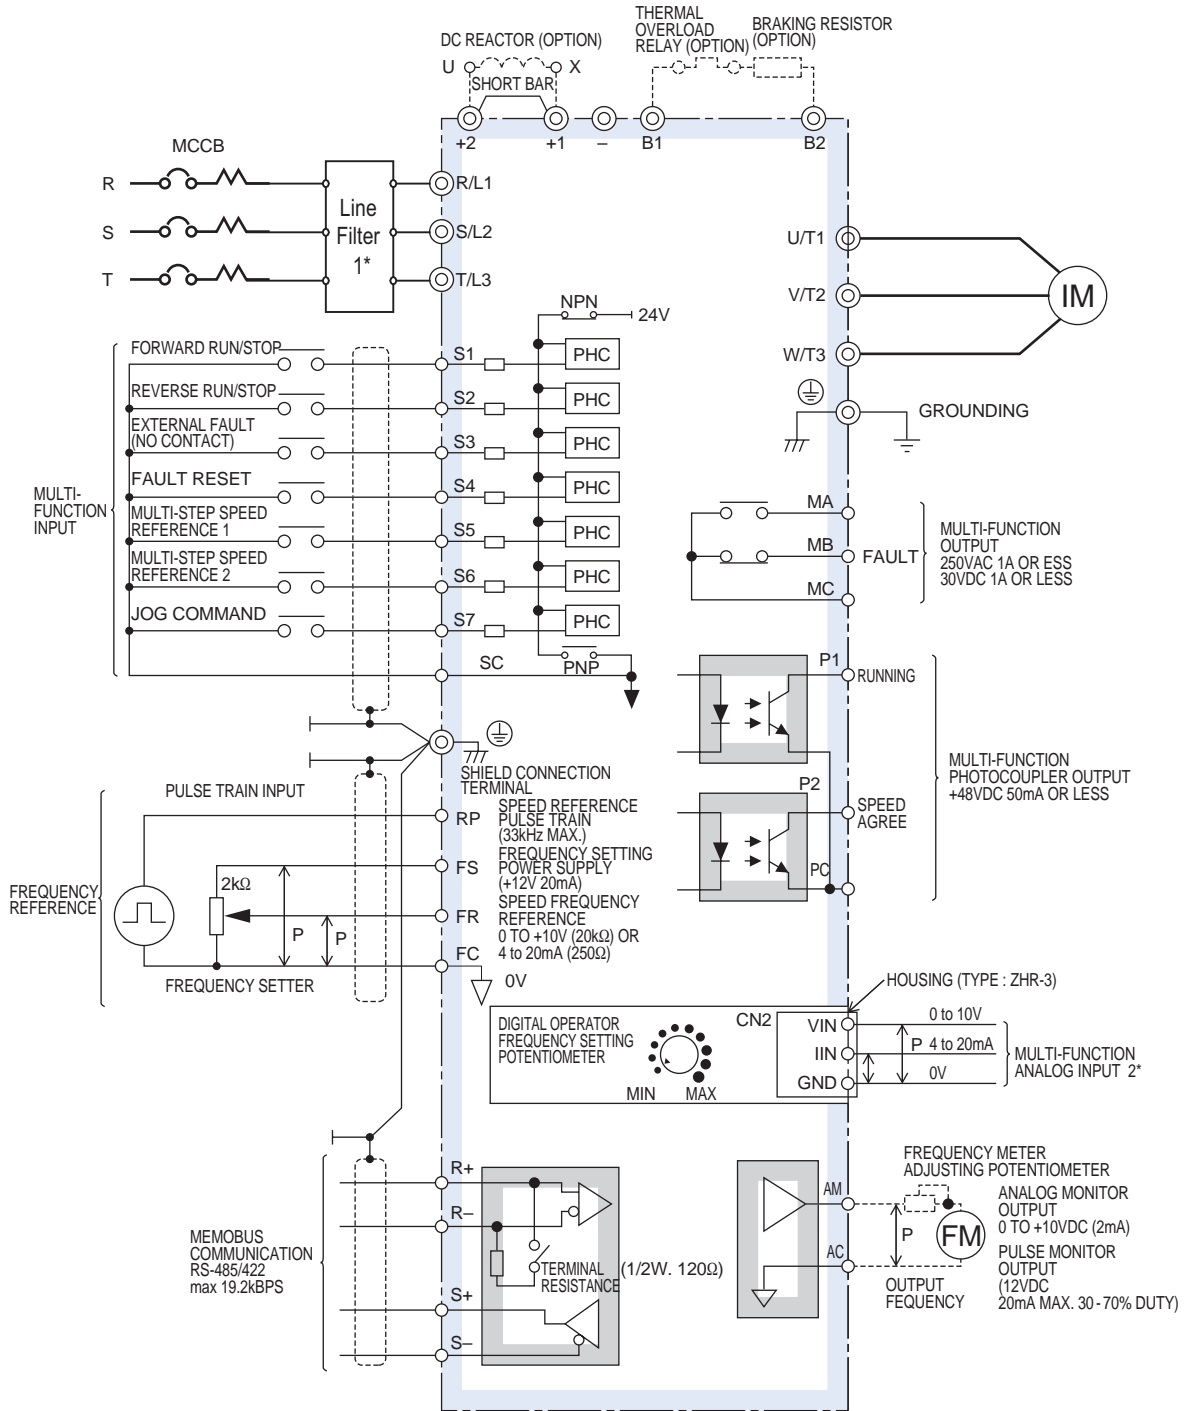 THERMAL
OVERLOAD
RELAY (OPTION)
BRAKING RESISTOR
(OPTION)
DC REACTOR (OPTION)
U
X
SHORT BAR
+2
+1
–
B1
B2
MCCB
R
S
T
Line
Filter
1*
R/L1
S/L2
T/L3
U/T1
V/T2
W/T3
IM
GROUNDING
NPN
24V
MULTI-
FUNCTION
INPUT
FORWARD RUN/STOP
S1
PHC
REVERSE RUN/STOP
S2
PHC
EXTERNAL FAULT
(NO CONTACT)
S3
PHC
FAULT RESET
S4
PHC
MULTI-STEP SPEED
REFERENCE 1
S5
PHC
MULTI-STEP SPEED
REFERENCE 2
S6
PHC
JOG COMMAND
S7
PHC
SC
PNP
MA
MB
MC
FAULT
MULTI-FUNCTION
OUTPUT
250VAC 1A OR ESS
30VDC 1A OR LESS
P1
RUNNING
P2
SPEED
AGREE
PC
MULTI-FUNCTION
PHOTOCOUPLER OUTPUT
+48VDC 50mA OR LESS
SHIELD CONNECTION
TERMINAL
PULSE TRAIN INPUT
FREQUENCY
REFERENCE
RP
SPEED REFERENCE
PULSE TRAIN
(33kHz MAX.)
FS
FREQUENCY SETTING
POWER SUPPLY
(+12V 20mA)
2kΩ
FR
SPEED FREQUENCY
REFERENCE
0 TO +10V (20kΩ) OR
4 to 20mA (250Ω)
P
P
FC
0V
FREQUENCY SETTER
HOUSING (TYPE : ZHR-3)
DIGITAL OPERATOR
FREQUENCY SETTING
POTENTIOMETER
MIN
MAX
CN2
VIN
IIN
GND
0 to 10V
P
4 to 20mA
0V
MULTI-FUNCTION
ANALOG INPUT 2*
MEMOBUS
COMMUNICATION
RS-485/422
max 19.2kBPS
R+
R–
S+
S–
TERMINAL
RESISTANCE
(1/2W. 120Ω)
AM
AC
FREQUENCY METER
ADJUSTING POTENTIOMETER
P
FM
ANALOG MONITOR
OUTPUT
0 TO +10VDC (2mA)
PULSE MONITOR
OUTPUT
(12VDC
20mA MAX. 30 - 70% DUTY)
OUTPUT
FEQUENCY